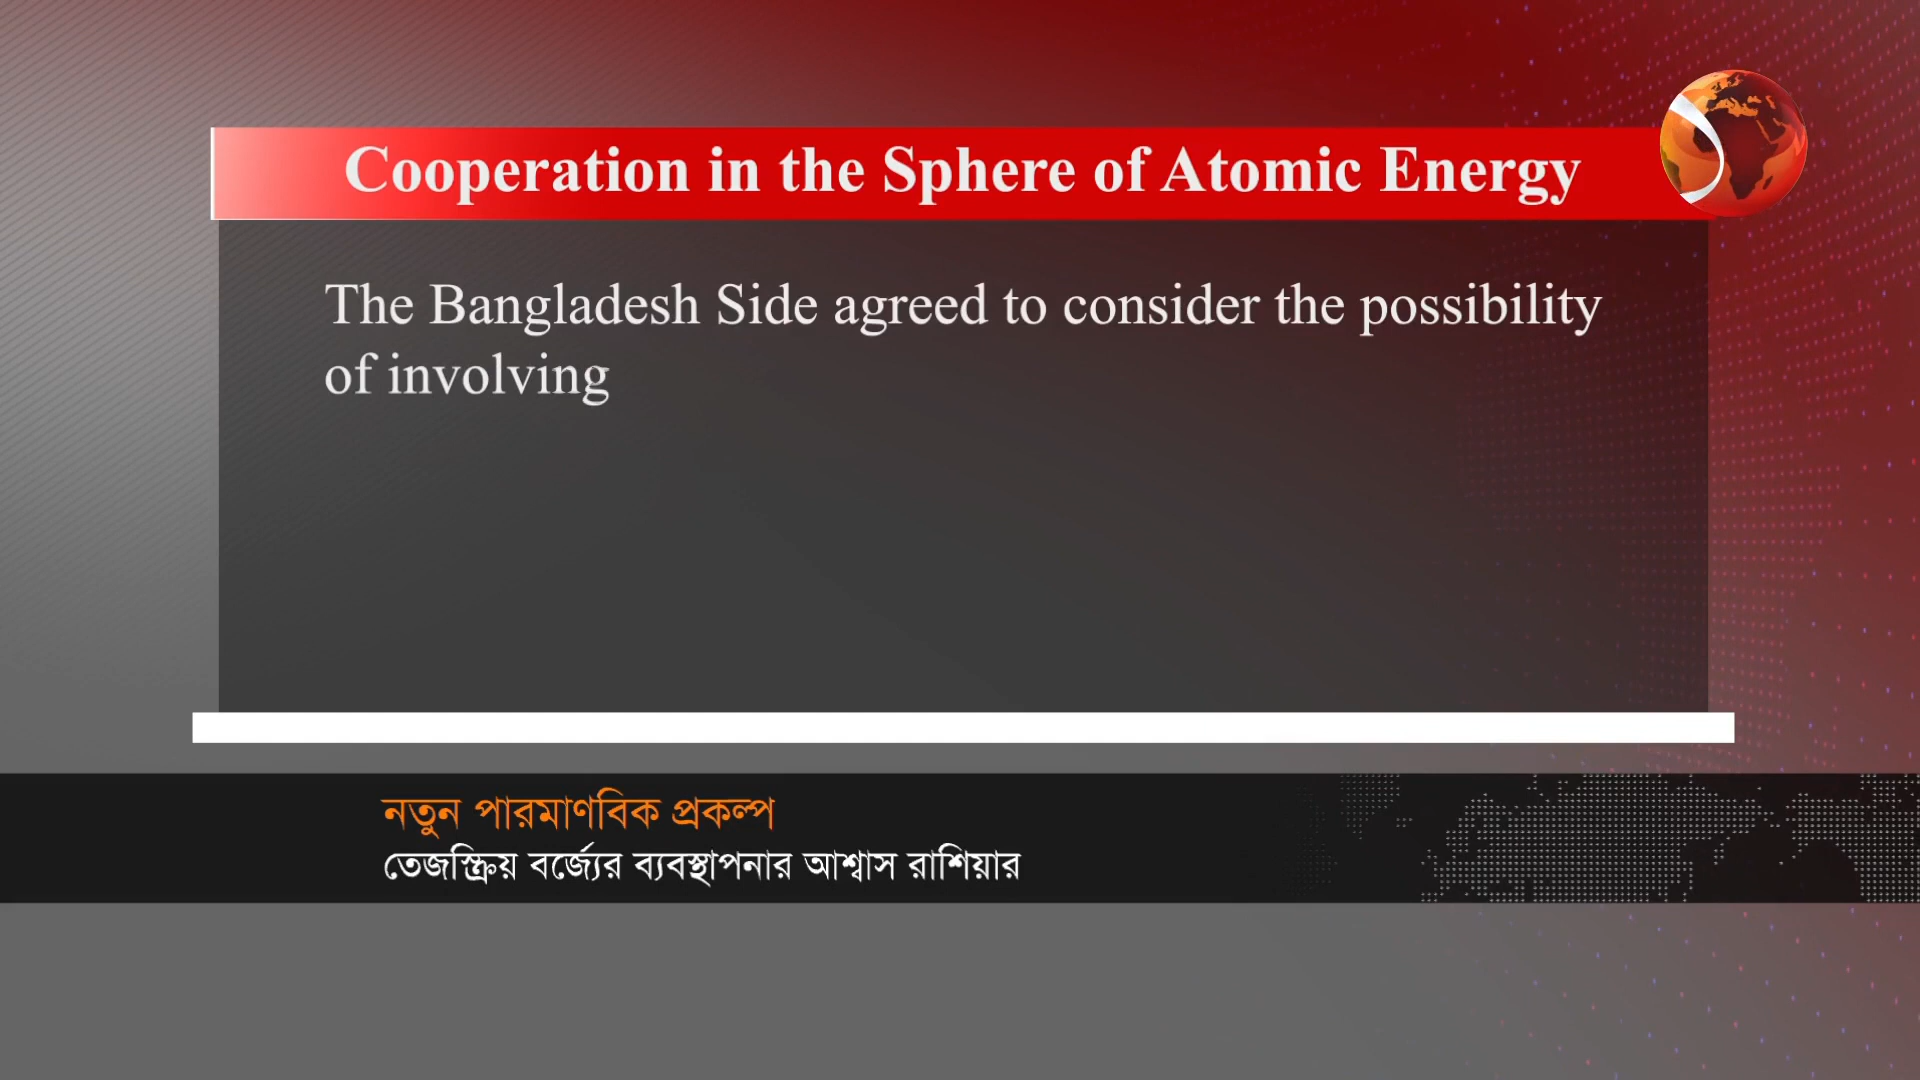 Cooperation in the Sphere of Atomic Energy
The Bangladesh Side agreed to consider the possibility
of involving
নতুন পারমাণবিক প্রকল্প
তেজস্ক্রিয় বর্জ্যের ব্যবস্থাপনার আশ্বাস রাশিয়ার